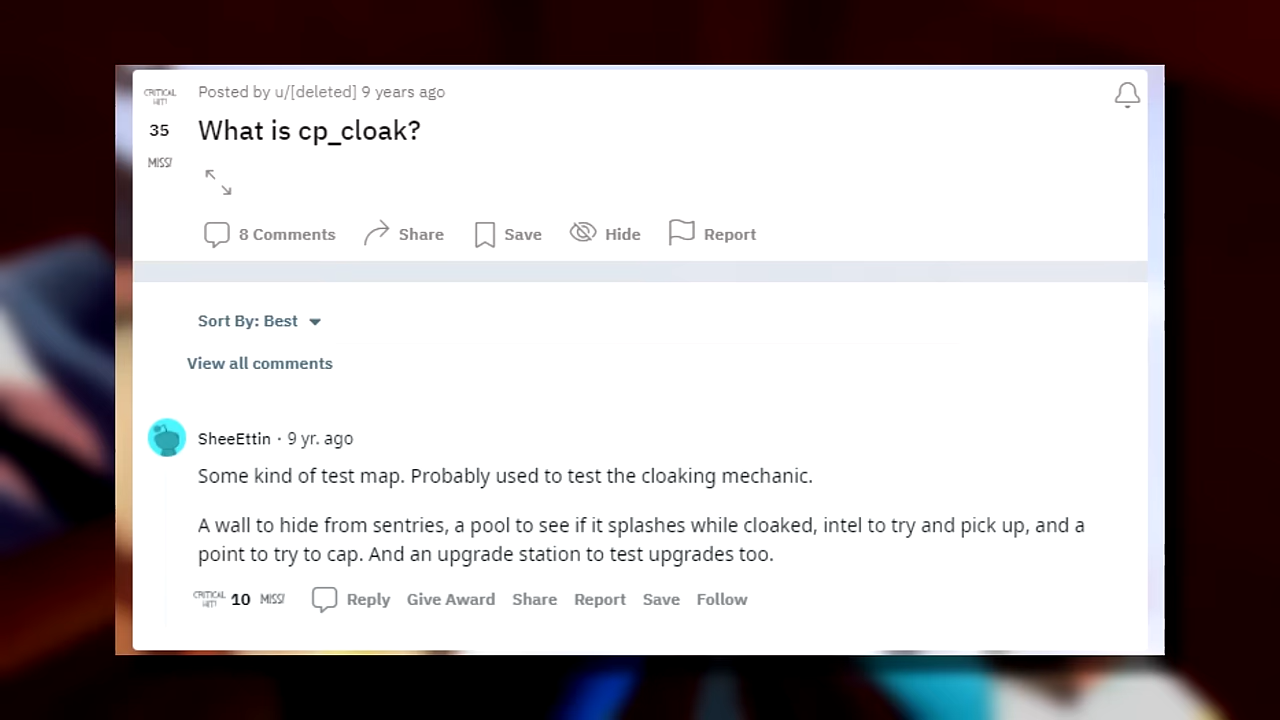 CRITICAL
HIT!
Posted by u/[deleted] 9 years ago
35
What is cp_cloak?
MISS!
8 Comments Share Save Hide Report
Sort By: Best
View all comments
SheeEttin · 9 yr. ago
Some kind of test map. Probably used to test the cloaking mechanic.
A wall to hide from sentries, a pool to see if it splashes while cloaked, intel to try and pick up, and a
point to try to cap. And an upgrade station to test upgrades too.
CRITICAL
HIT! 10 MISS! Reply Give Award Share Report Save Follow